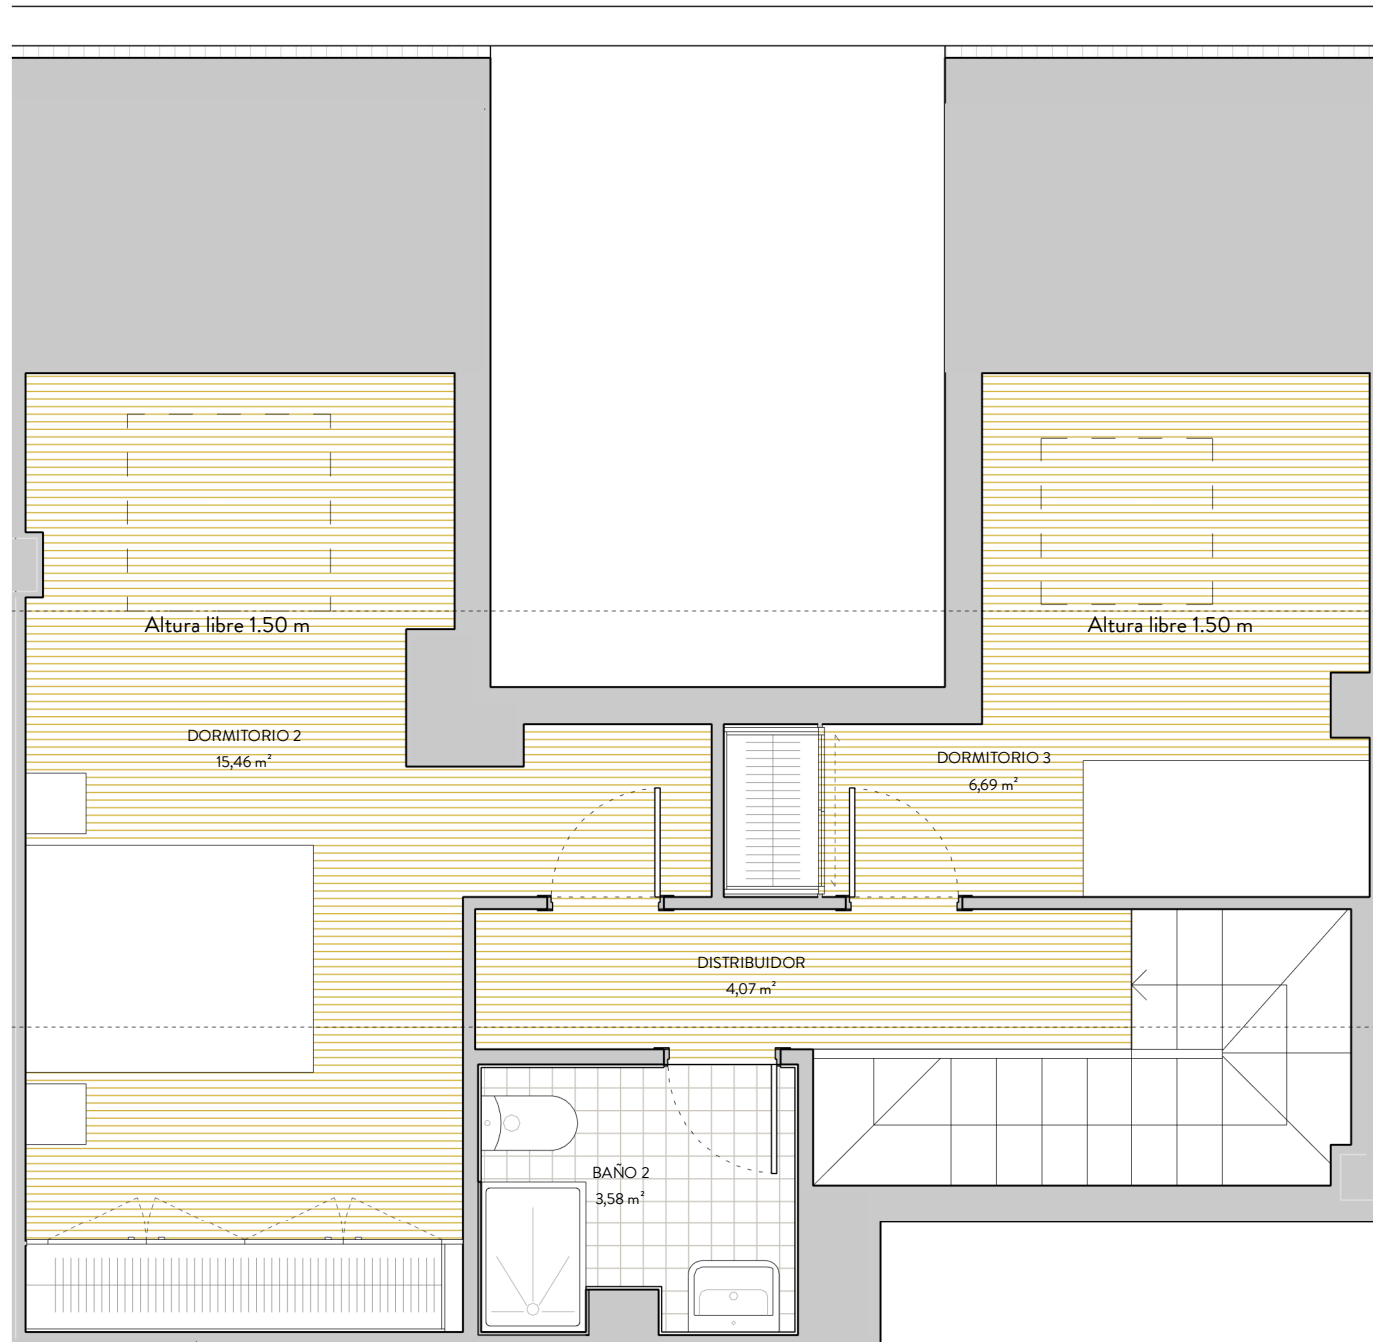 Altura libre 1.50 m
Altura libre 1.50 m
DORMITORIO 2
15,46 m²
DORMITORIO 3
6,69 m²
DISTRIBUIDOR
4,07 m²
BAÑO 2
3,58 m²